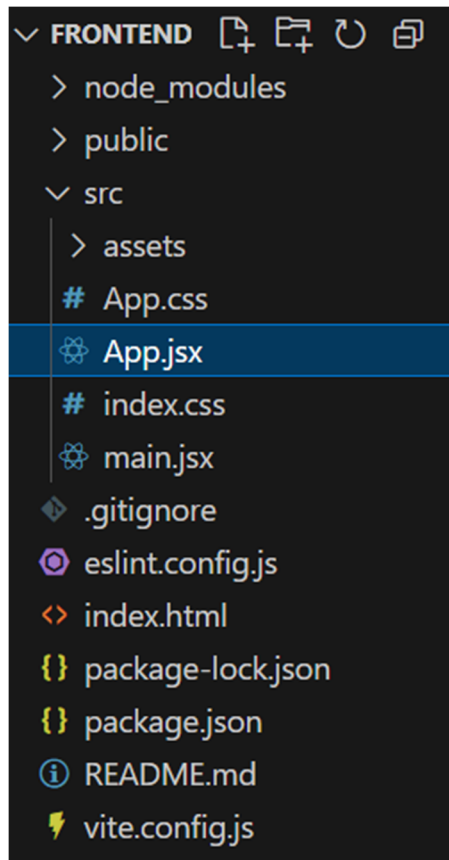 FRONTEND
node_modules
public
src
assets
# App.css
App.jsx
# index.css
main.jsx
.gitignore
eslint.config.js
<> index.html
{} package-lock.json
{} package.json
README.md
vite.config.js